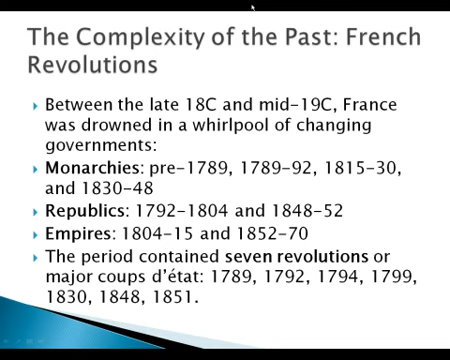 The Complexity of the Past: French
Revolutions
Between the late 18C and mid-19C, France
was drowned in a whirlpool of changing
governments:
Monarchies: pre-1789, 1789-92, 1815-30,
and 1830-48
Republics: 1792-1804 and 1848-52
Empires: 1804-15 and 1852-70
The period contained seven revolutions or
major coups d'état: 1789, 1792, 1794, 1799,
1830, 1848, 1851.